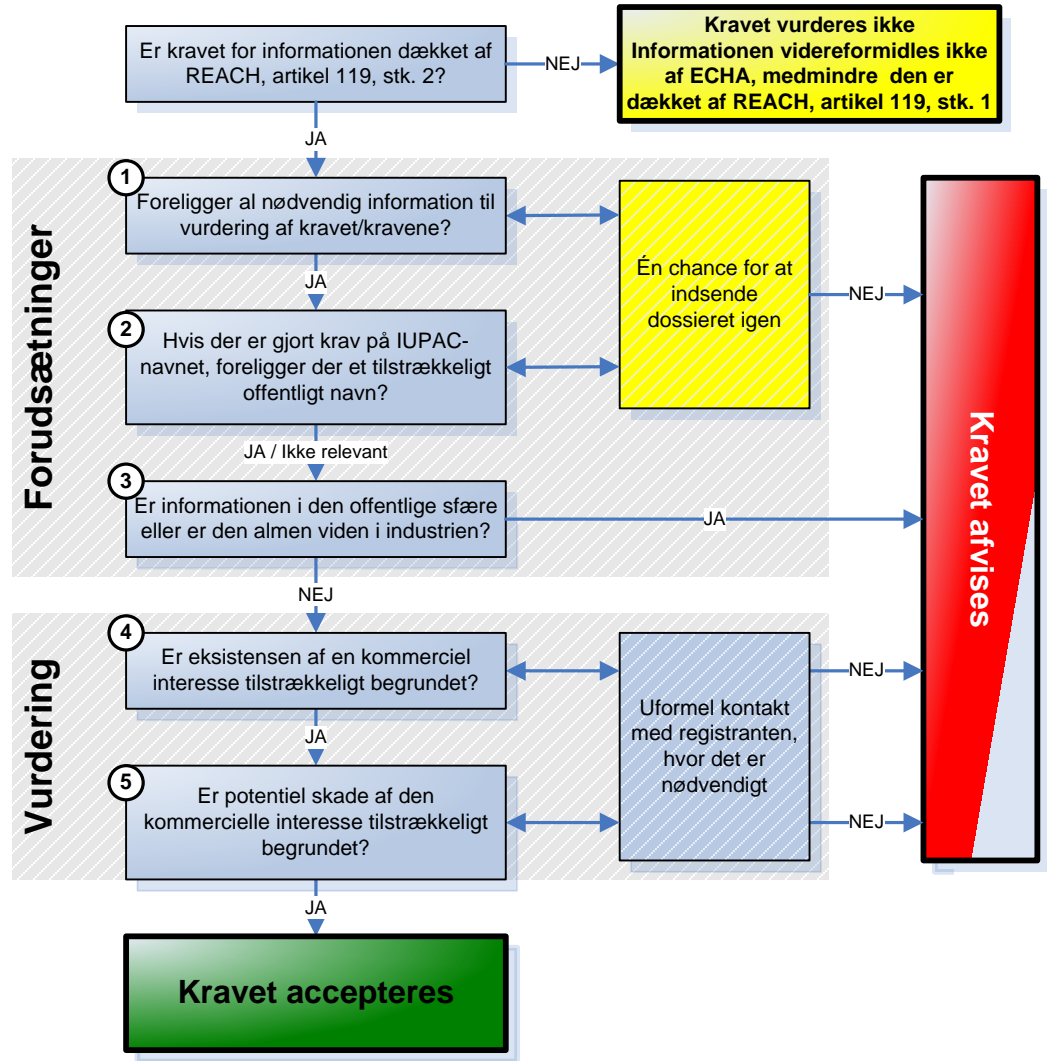 Er kravet for informationen dækket af
REACH, artikel 119, stk. 2?
NEJ
Kravet vurderes ikke
Informationen videreformidles ikke
af ECHA, medmindre den er
dækket af REACH, artikel 119, stk. 1
JA
Forudsætninger
1
Foreligger al nødvendig information til
vurdering af kravet/kravene?
JA
2
Hvis der er gjort krav på IUPAC-
navnet, foreligger der et tilstrækkeligt
offentligt navn?
Én chance for at
indsende
dossieret igen
NEJ
JA / Ikke relevant
3
Er informationen i den offentlige sfære
eller er den almen viden i industrien?
JA
Kravet afvises
NEJ
Vurdering
4
Er eksistensen af en kommerciel
interesse tilstrækkeligt begrundet?
JA
5
Er potentiel skade af den
kommercielle interesse tilstrækkeligt
begrundet?
Uformel kontakt
med registranten,
hvor det er
nødvendigt
NEJ
NEJ
JA
Kravet accepteres